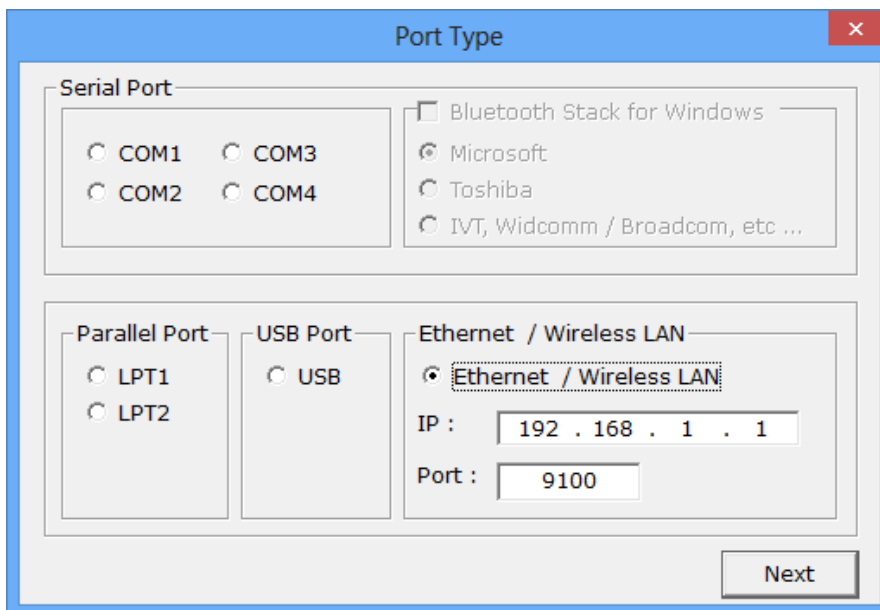 Port Type
Serial Port
COM1 COM3
COM2 COM4
Bluetooth Stack for Windows
Microsoft
Toshiba
IVT, Widcomm / Broadcom, etc ...
Parallel Port
LPT1
LPT2
USB Port
USB
Ethernet / Wireless LAN
Ethernet / Wireless LAN
IP : 192 . 168 . 1 . 1
Port : 9100
Next